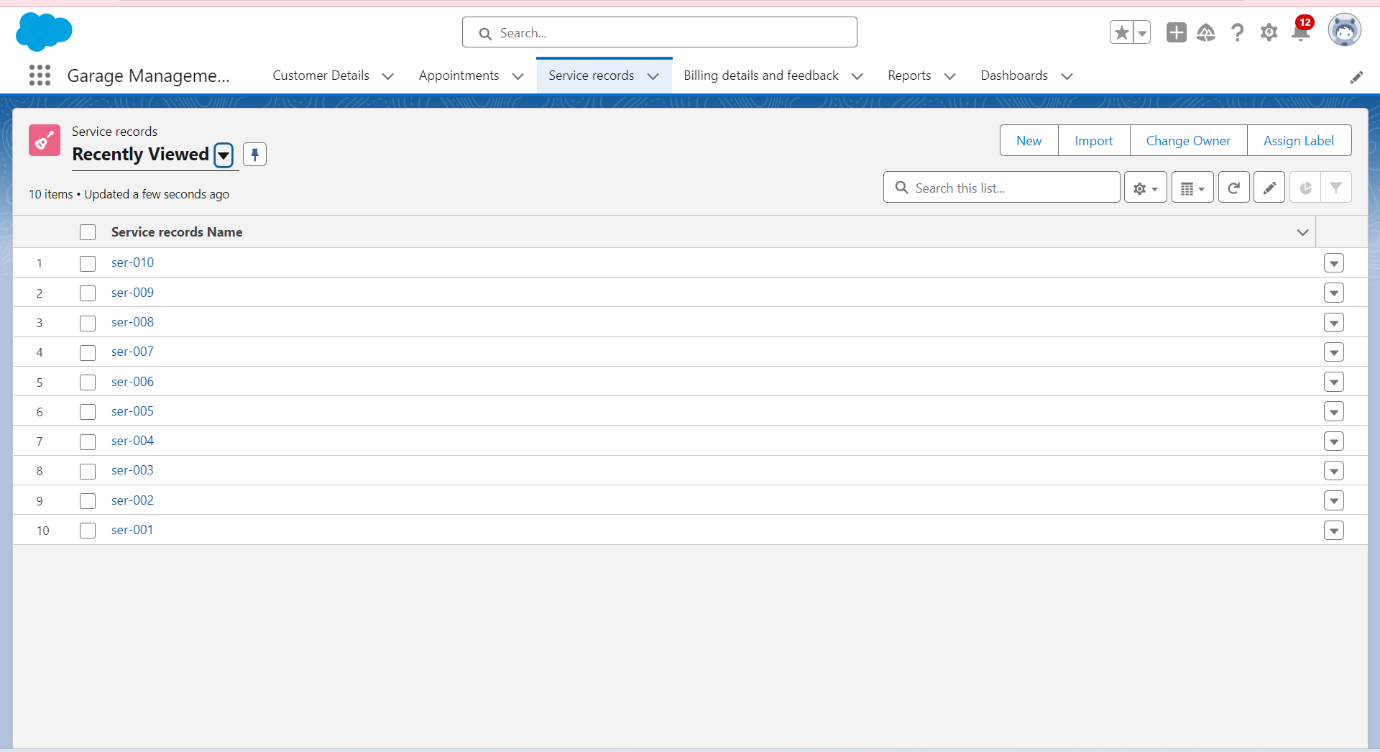 Search...
12
Garage Manageme... Customer Details Appointments Service records Billing details and feedback Reports Dashboards
Service records
Recently Viewed
New Import Change Owner Assign Label
10 items • Updated a few seconds ago
Search this list...
Service records Name
1 ser-010
2 ser-009
3 ser-008
4 ser-007
5 ser-006
6 ser-005
7 ser-004
8 ser-003
9 ser-002
10 ser-001